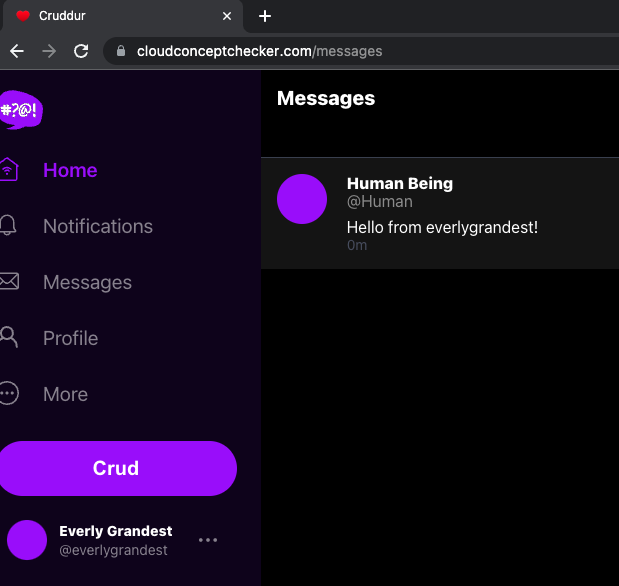 Cruddur
cloudconceptchecker.com/messages
#?@!
Home
Notifications
Messages
Profile
More
Crud
Everly Grandest
@everlygrandest
Messages
Human Being
@Human
Hello from everlygrandest!
0m